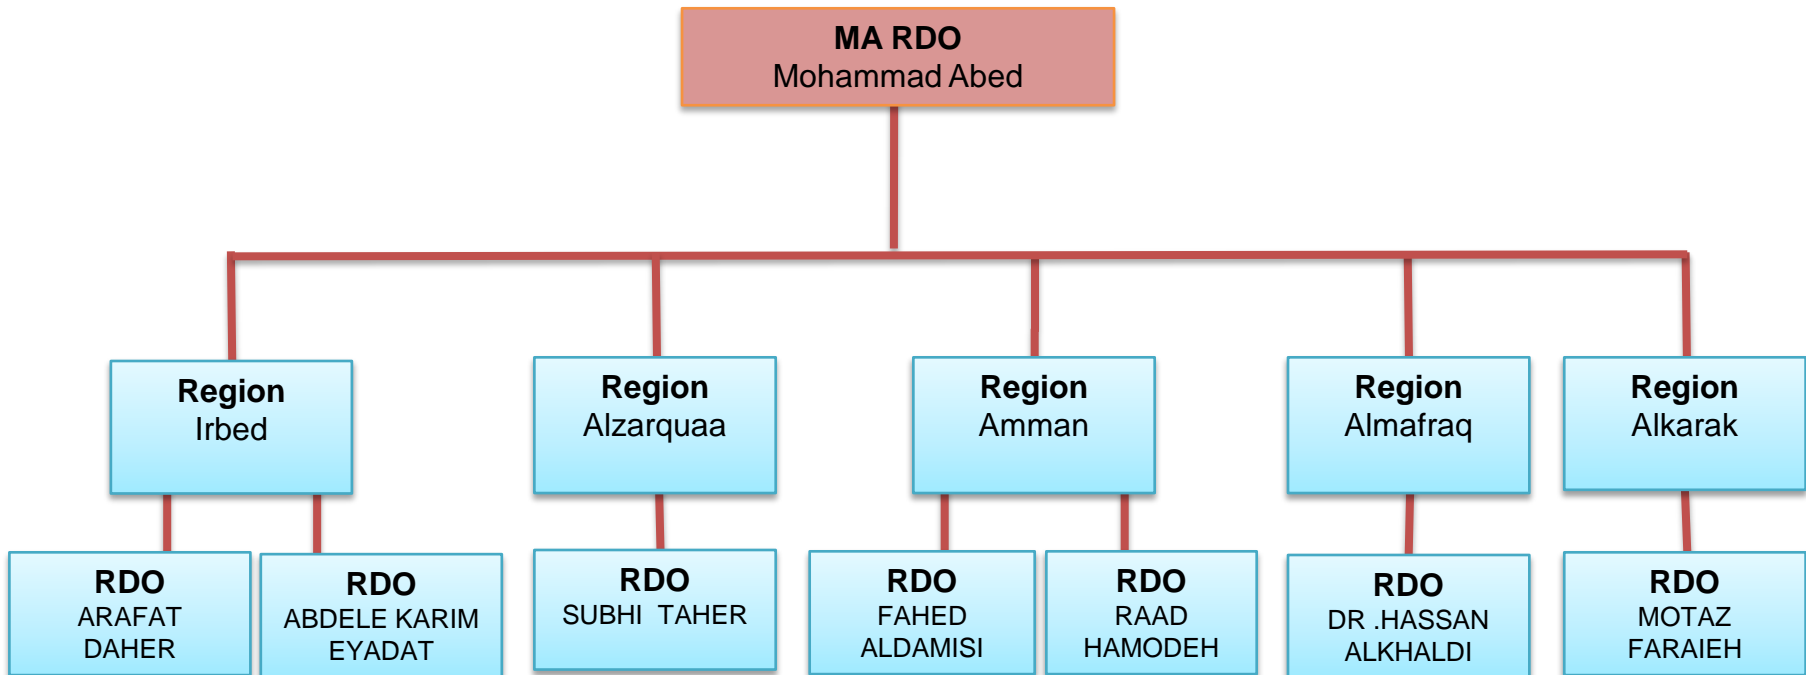 MA RDO
Mohammad Abed
Region
Irbed
Region
Alzarquaa
Region
Amman
Region
Almafraq
Region
Alkarak
RDO
ARAFAT
DAHER
RDO
ABDELE KARIM
EYADAT
RDO
SUBHI TAHER
RDO
FAHED
ALDAMISI
RDO
RAAD
HAMODEH
RDO
DR .HASSAN
ALKHALDI
RDO
MOTAZ
FARAIEH